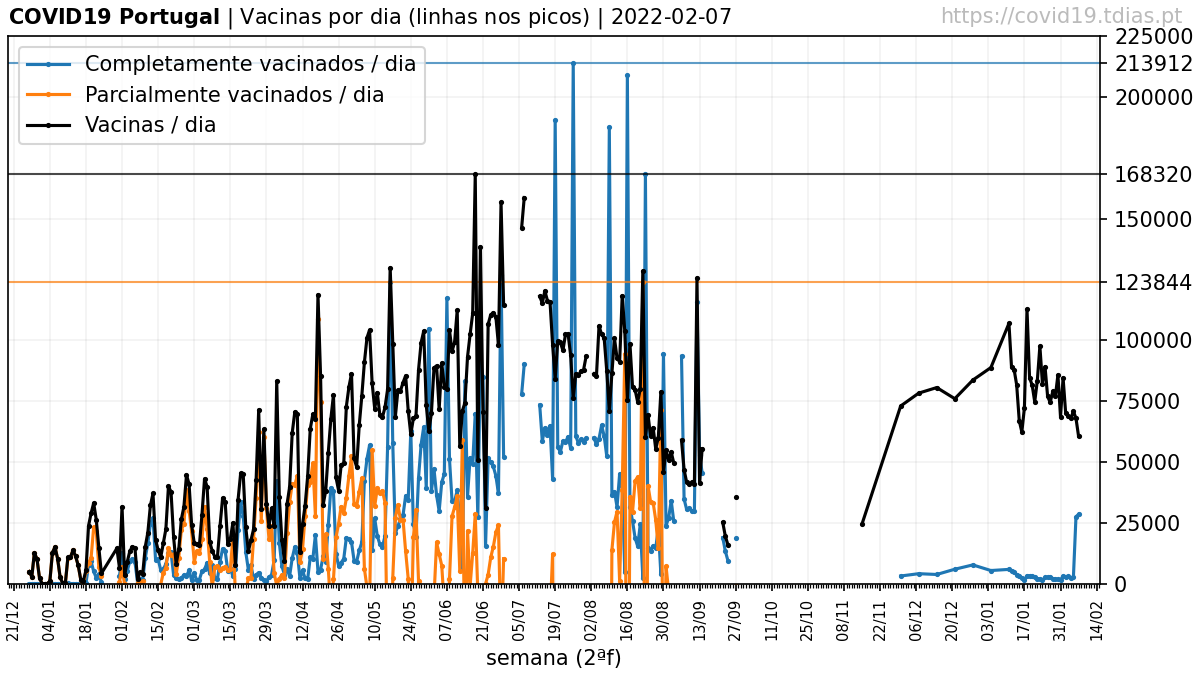 COVID19 Portugal | Vacinas por dia (linhas nos picos) | 2022-02-07
https://covid19.tdias.pt
Completamente vacinados / dia
Parcialmente vacinados / dia
Vacinas / dia
225000
213912
200000
168320
150000
123844
100000
75000
50000
25000
0
21/12 04/01 18/01 01/02 15/02 01/03 15/03 29/03 12/04 26/04 10/05 24/05 07/06 21/06 05/07 19/07 02/08 16/08 30/08 13/09 27/09 11/10 25/10 08/11 22/11 06/12 20/12 03/01 17/01 31/01 14/02
semana (2ªf)